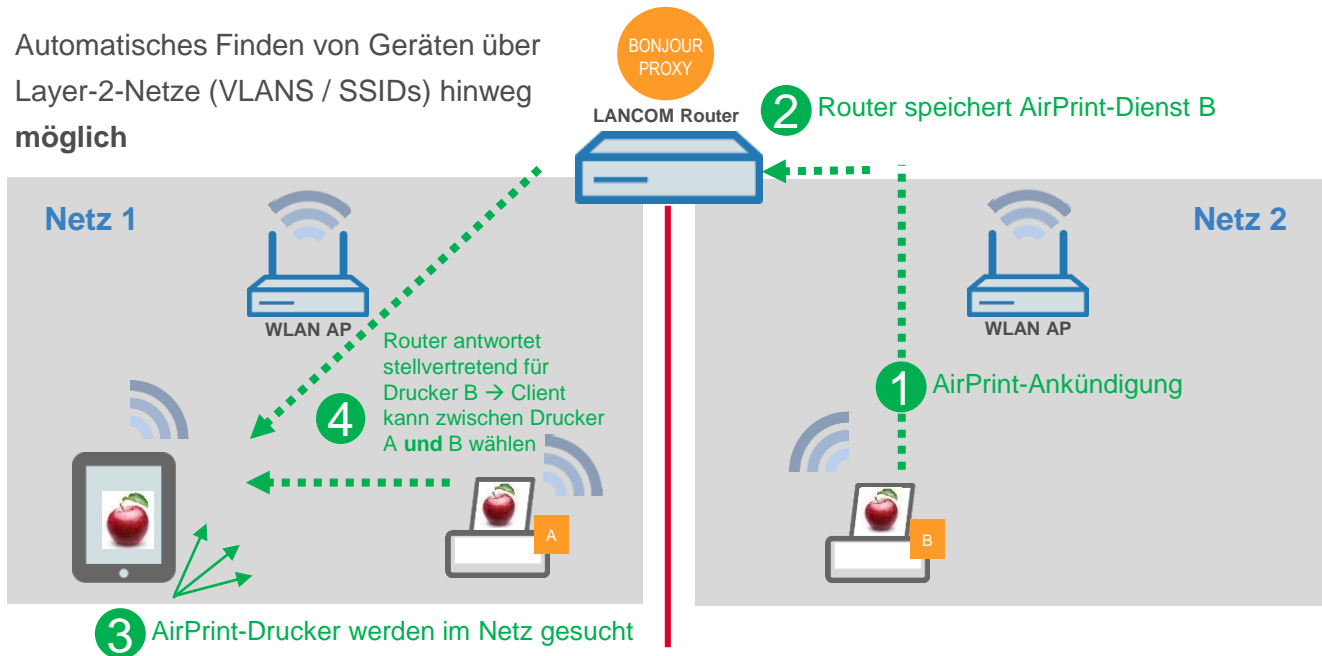 Automatisches Finden von Geräten über
Layer-2-Netze (VLANS / SSIDs) hinweg
möglich
BONJOUR
PROXY
LANCOM Router
2 Router speichert AirPrint-Dienst B
Netz 1
WLAN AP
Netz 2
WLAN AP
1 AirPrint-Ankündigung
4
Router antwortet
stellvertretend für
Drucker B → Client
kann zwischen Drucker
A und B wählen
A
B
3 AirPrint-Drucker werden im Netz gesucht